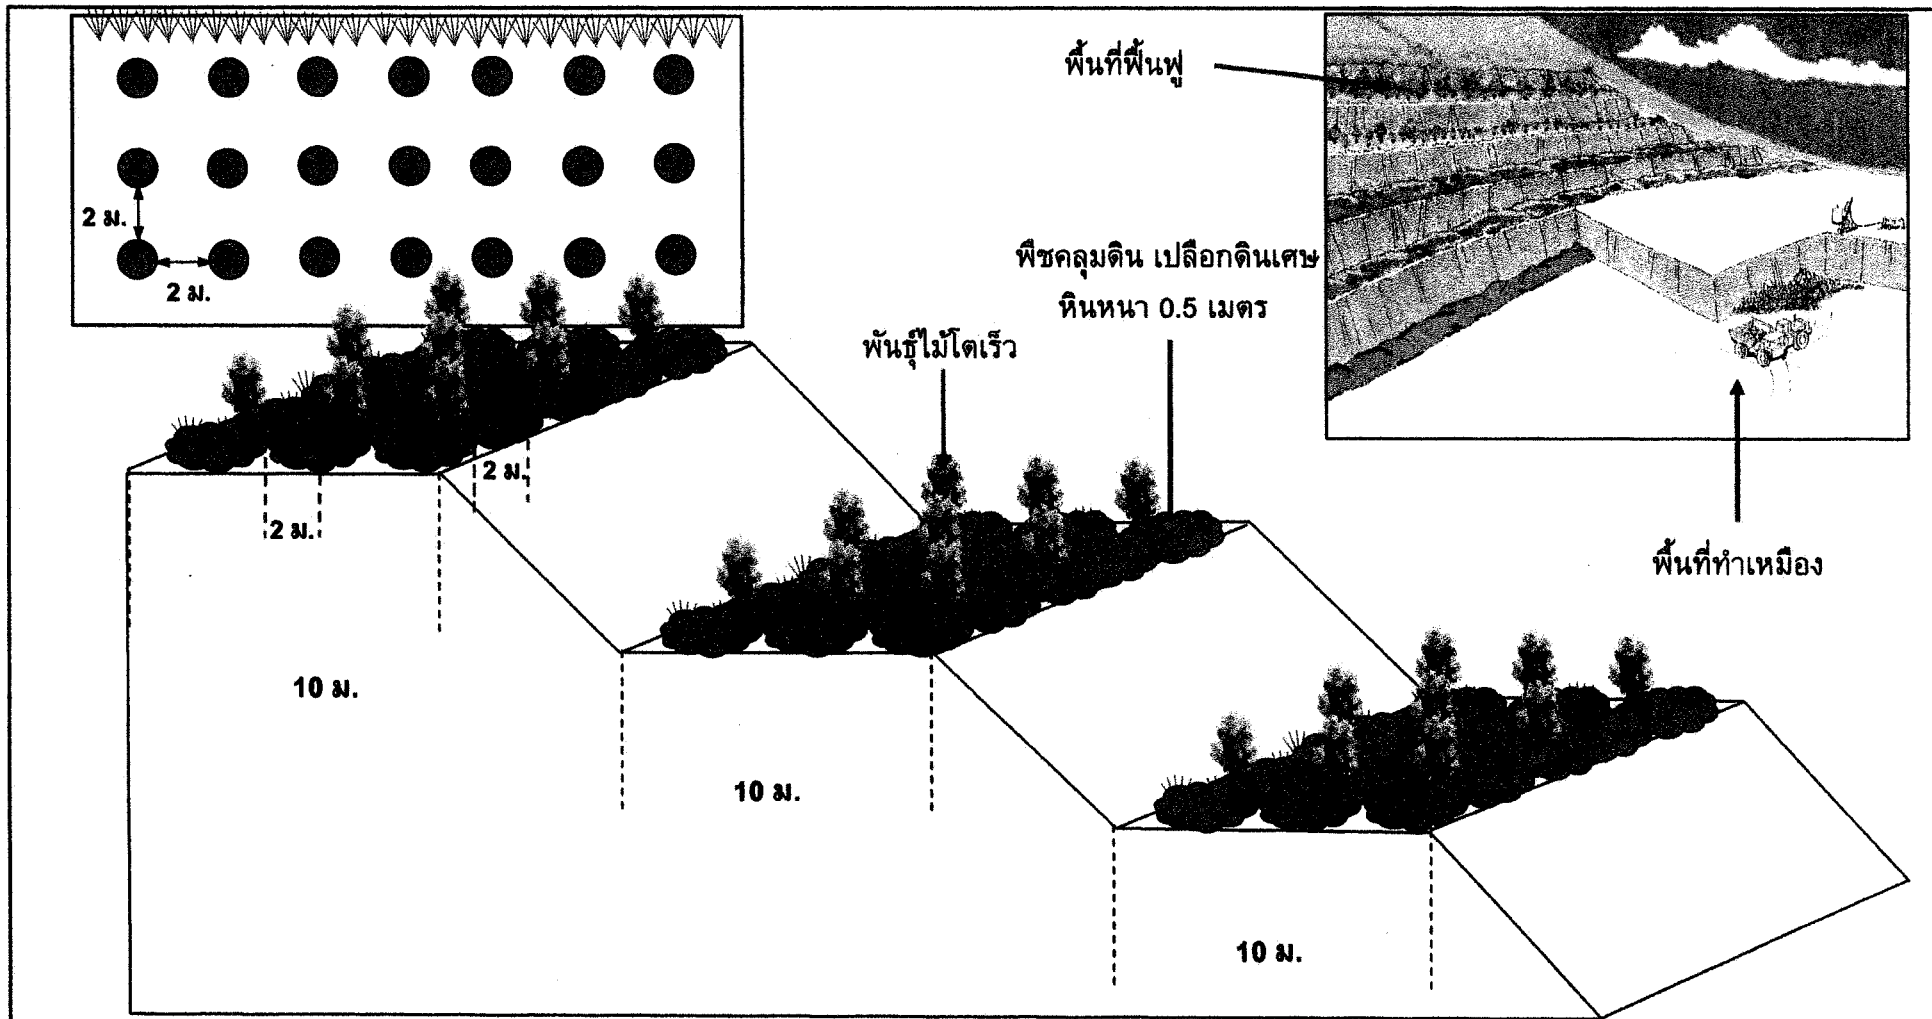 พื้นที่ฟื้นฟู
2 ม.
2 ม.
พืชคลุมดิน เปลือกดินเศษ
หินหนา 0.5 เมตร
พันธุ์ไม้โตเร็ว
2 ม.
2 ม.
พื้นที่ทำเหมือง
10 ม.
10 ม.
10 ม.